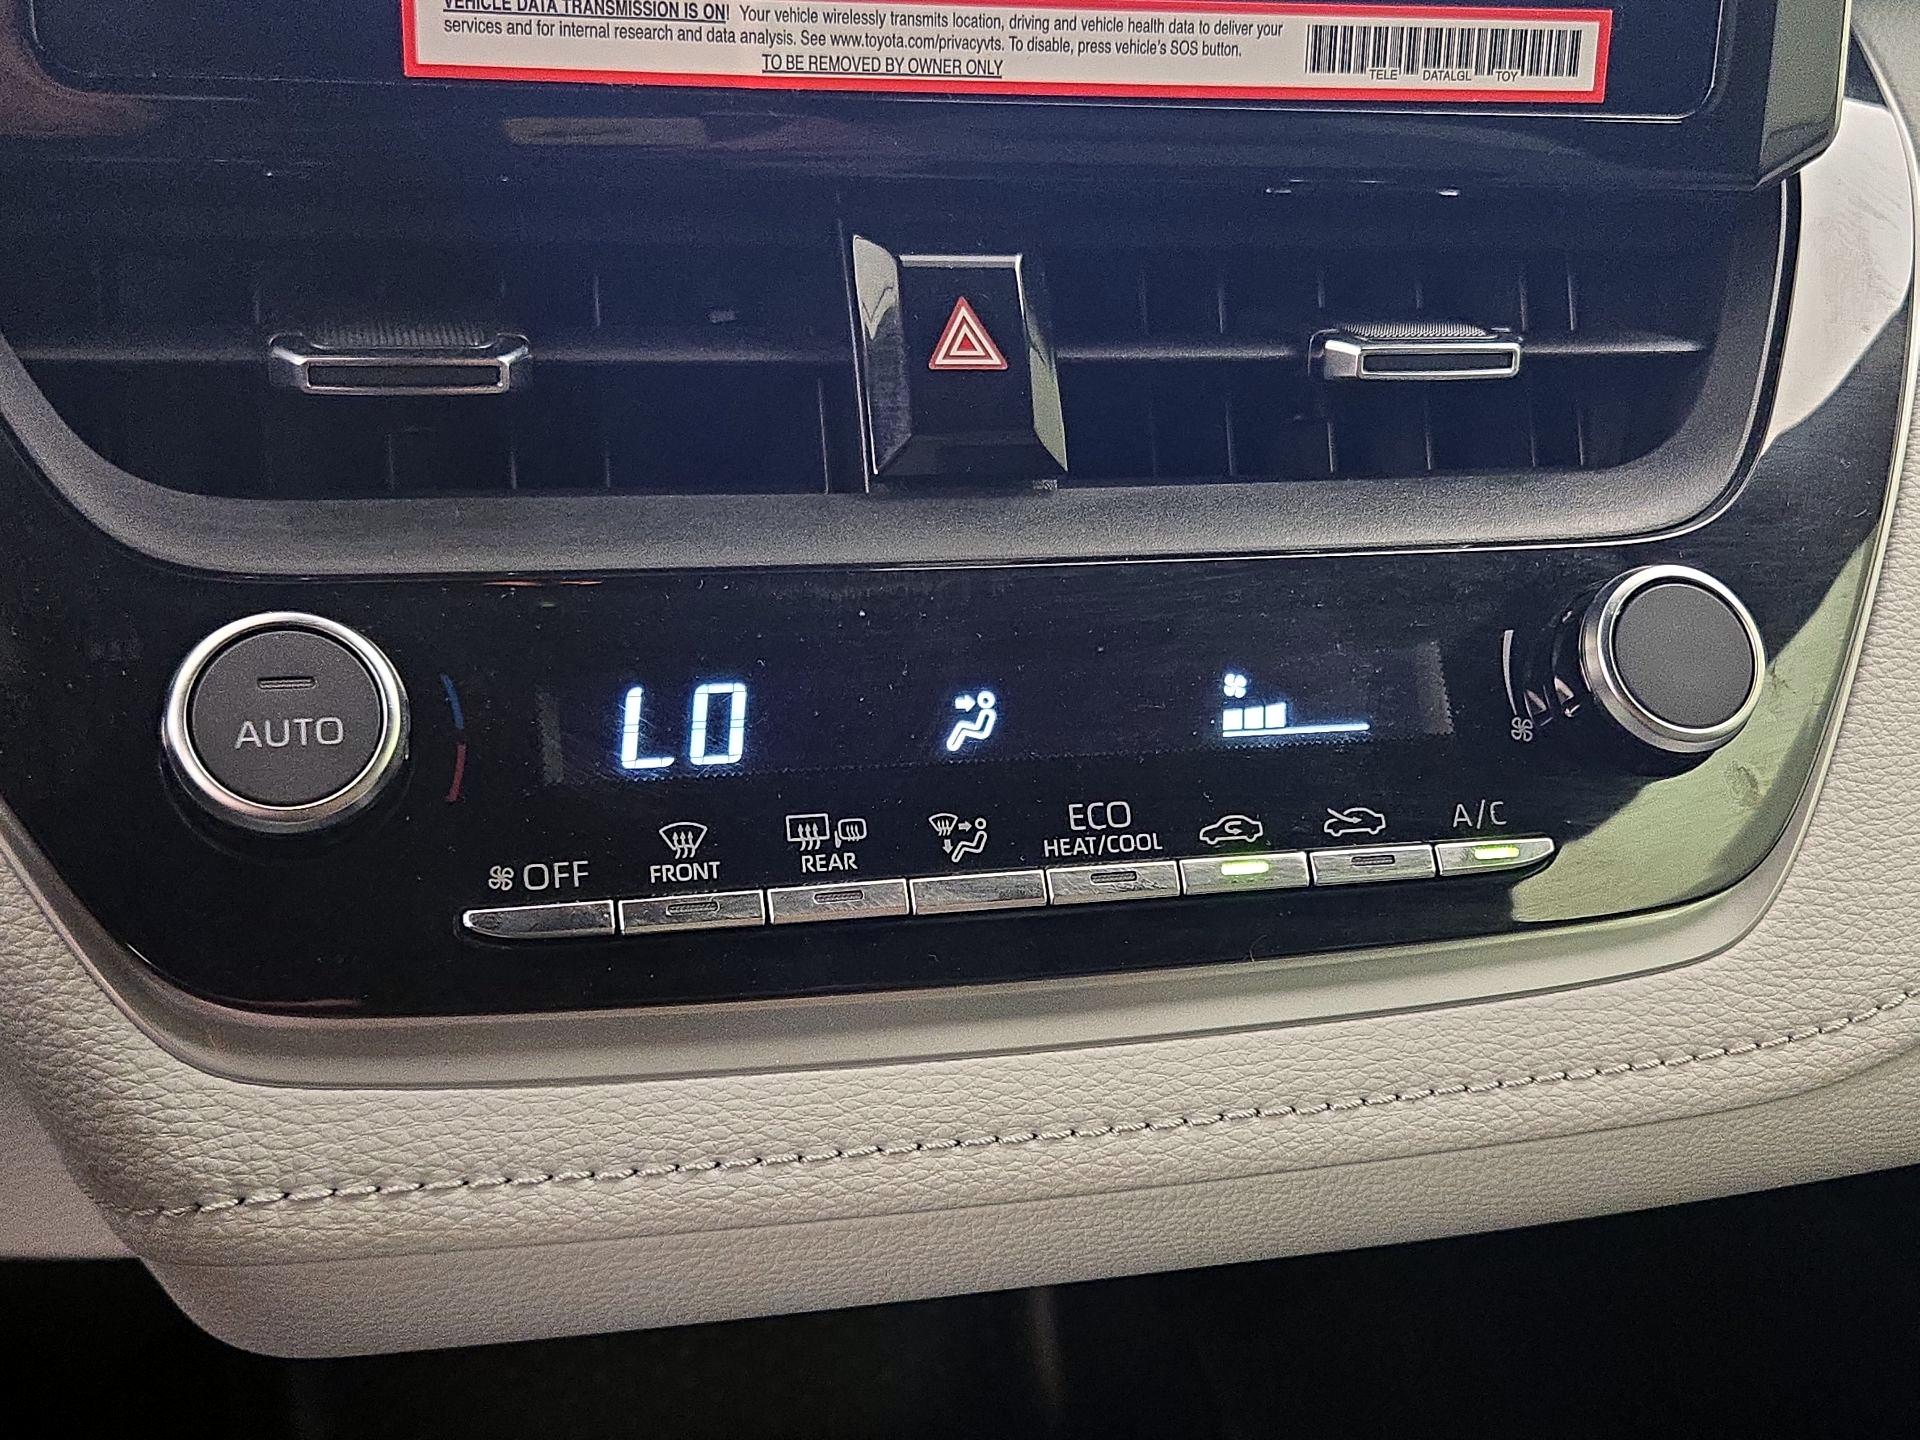 VEHICLE DATA TRANSMISSION IS ON! Your vehicle wirelessly transmits location, driving and vehicle health data to deliver your
services and for internal research and data analysis. See www.toyota.com/privacyvts. To disable, press vehicle's SOS button.
TO BE REMOVED BY OWNER ONLY
TELE DATALGL TOY
AUTO
LO
OFF
FRONT
REAR
ECO
HEAT/COOL
A/C